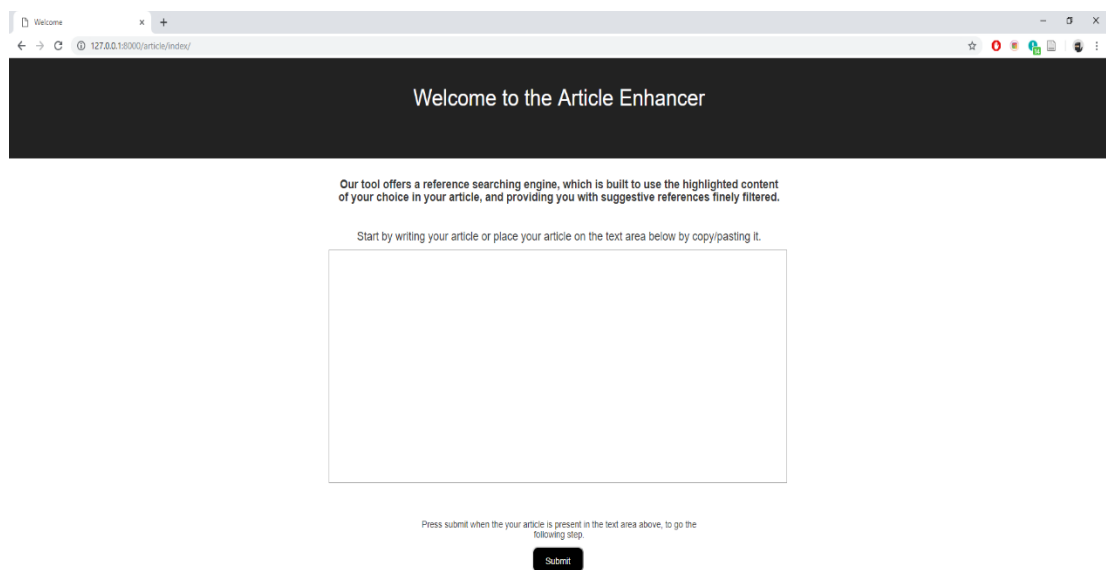 Welcome
127.0.0.1:8000/article/index/
Welcome to the Article Enhancer
Our tool offers a reference searching engine, which is built to use the highlighted content
of your choice in your article, and providing you with suggestive references finely filtered.
Start by writing your article or place your article on the text area below by copy/pasting it.
Press submit when the your article is present in the text area above, to go the
following step.
Submit